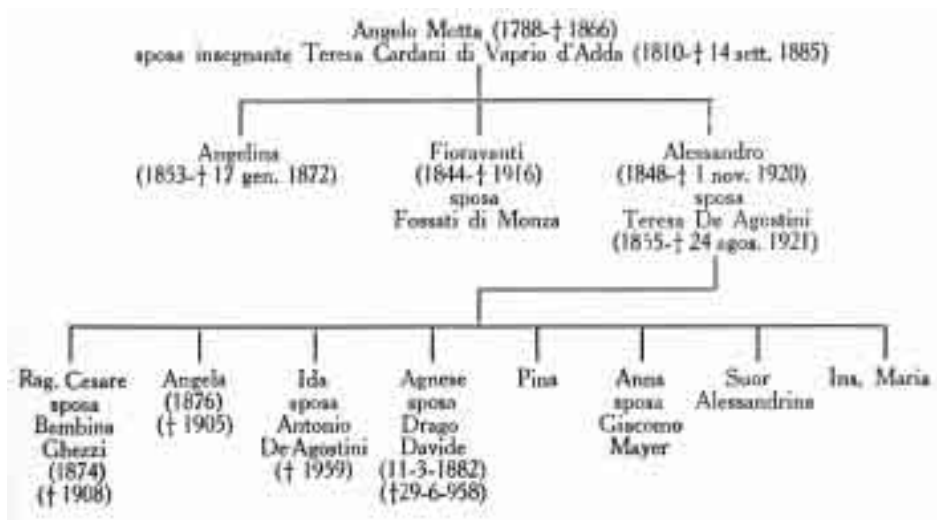 Angelo Motta (1788-† 1866)
sposa insegnante Teresa Cardani di Vaprio d'Adda (1810-† 14 sett. 1885)
Angelina
(1853-† 17 gen. 1872)
Fioravanti
(1844-† 1916)
sposa
Fossati di Monza
Alessandro
(1848-† 1 nov. 1920)
sposa
Teresa De Agostini
(1855-† 24 agos. 1921)
Rag. Cesare
sposa
Bambina
Ghezzi
(1874)
(† 1908)
Angela
(1876)
(† 1905)
Ida
sposa
Antonio
De Agostini
(† 1959)
Agnese
sposo
Drago
Davide
(11-3-1882)
(†29-6-958)
Pina
Anna
sposa
Giacomo
Mayer
Suor
Alessandrina
Ins. Maria